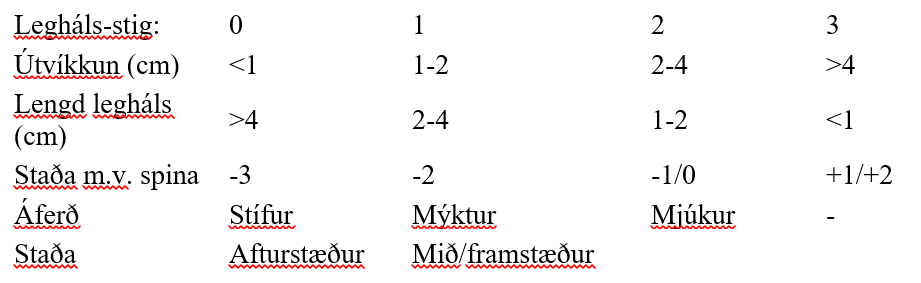 Legháls-stig: 0 1 2 3
Útvíkkun (cm) <1 1-2 2-4 >4
Lengd legháls
(cm) >4 2-4 1-2 <1
Staða m.v. spina -3 -2 -1/0 +1/+2
Áferð Stífur Mýktur Mjúkur -
Staða Afturstæður Mið/framstæður